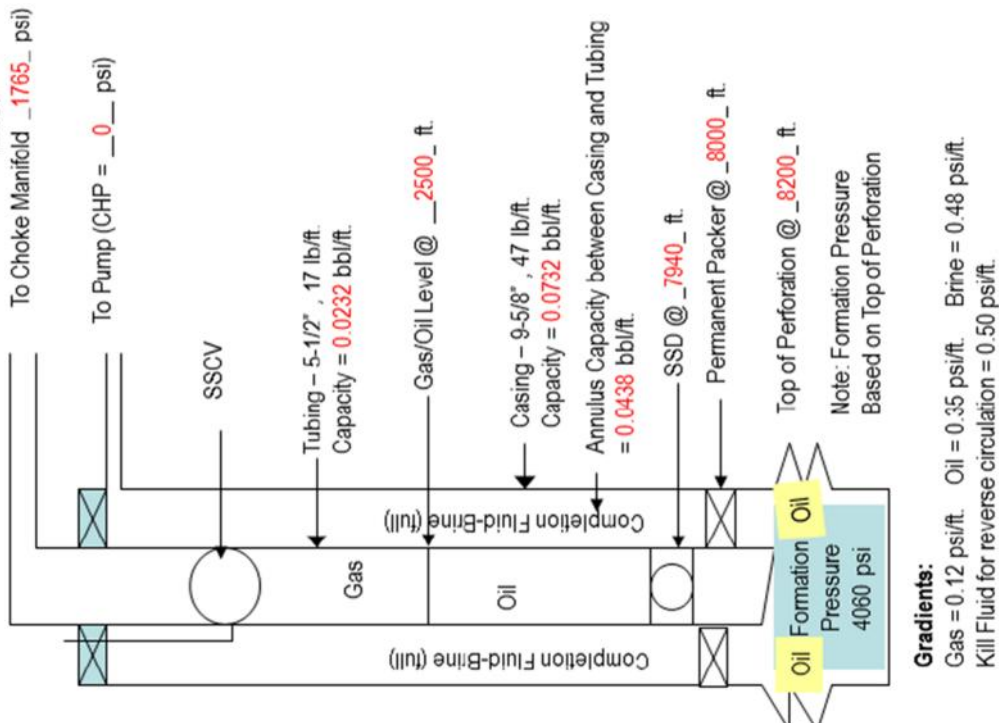 To Choke Manifold _1765_ psi)
To Pump (CHP = __0__ psi)
SSCV
Tubing – 5-1/2" , 17 lb/ft.
Capacity = 0.0232 bbl/ft.
Gas/Oil Level @ __2500_ ft.
Casing – 9-5/8" , 47 lb/ft.
Capacity = 0.0732 bbl/ft.
Annulus Capacity between Casing and Tubing
= 0.0438 bbl/ft.
SSD @ _7940_ ft.
Permanent Packer @ _8000_ ft.
Top of Perforation @ _8200_ ft.
Note: Formation Pressure
Based on Top of Perforation
Completion Fluid-Brine (full)
Gas
Oil
Completion Fluid-Brine (full)
Oil
Formation
Pressure
4060 psi
Oil
Gradients:
Gas = 0.12 psi/ft. Oil = 0.35 psi/ft. Brine = 0.48 psi/ft.
Kill Fluid for reverse circulation = 0.50 psi/ft.